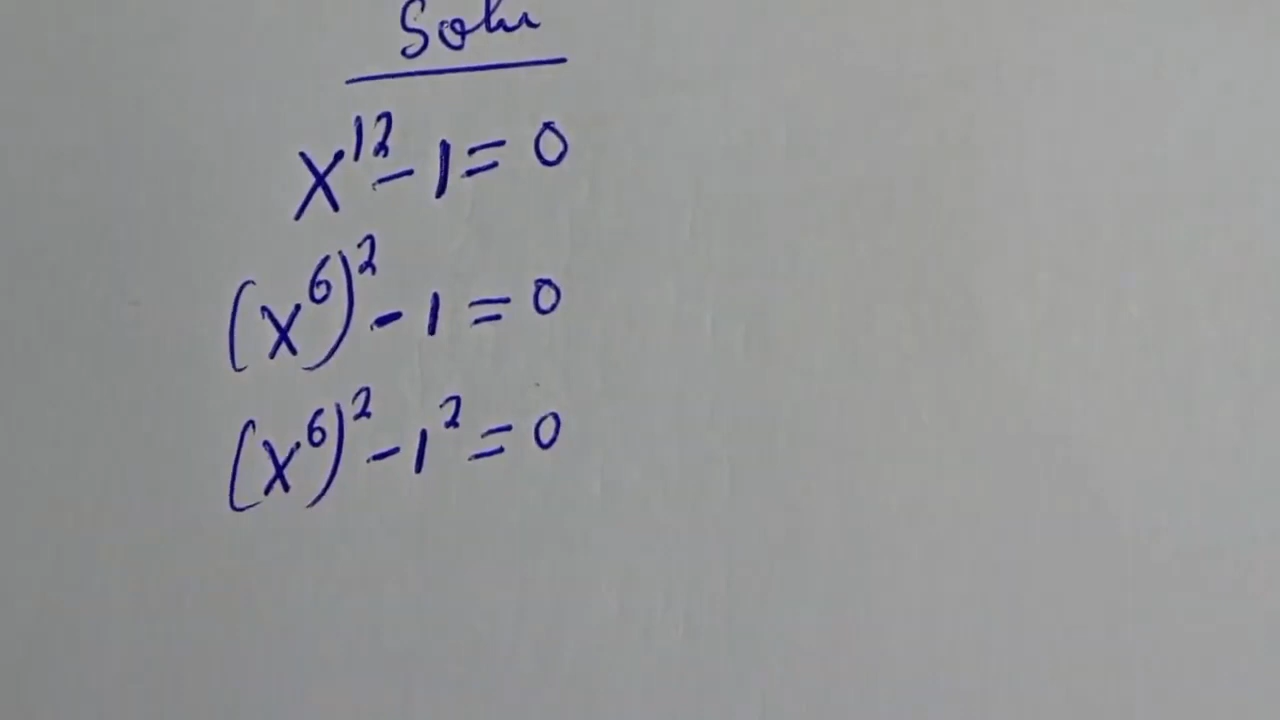 Soln
x¹² - 1 = 0
(x⁶)² - 1 = 0
(x⁶)² - 1² = 0